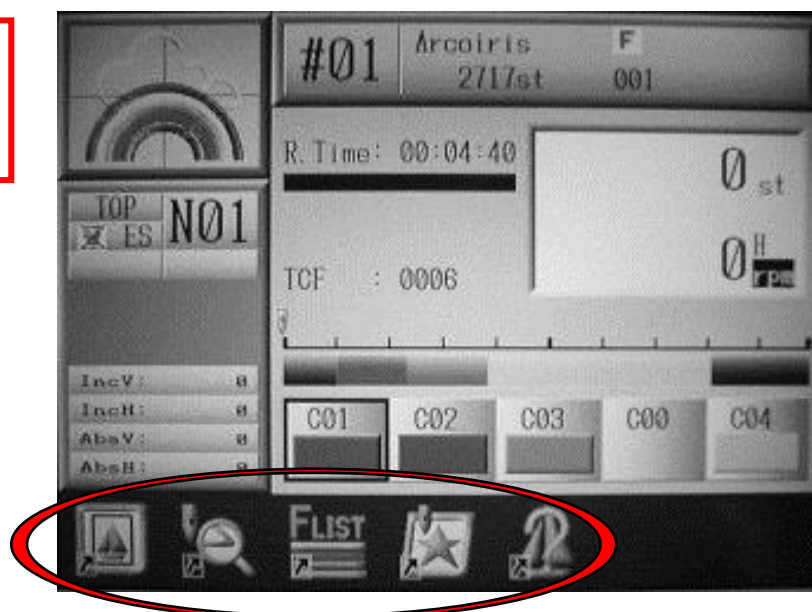 #01 Arcoiris F
2717st 001
R.Time: 00:04:40
0 st
TOP
ES N01
0 H
rpm
TCF : 0006
IncV: 0
IncH: 0
AbsV: 0
AbsH: 0
C01 C02 C03 C00 C04
FLIST